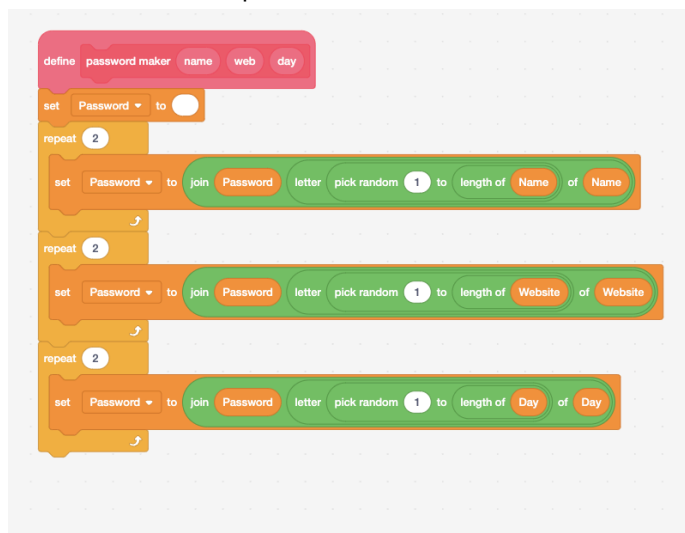 define password maker name web day
set Password to
repeat 2
set Password to join Password letter pick random 1 to length of Name of Name
repeat 2
set Password to join Password letter pick random 1 to length of Website of Website
repeat 2
set Password to join Password letter pick random 1 to length of Day of Day